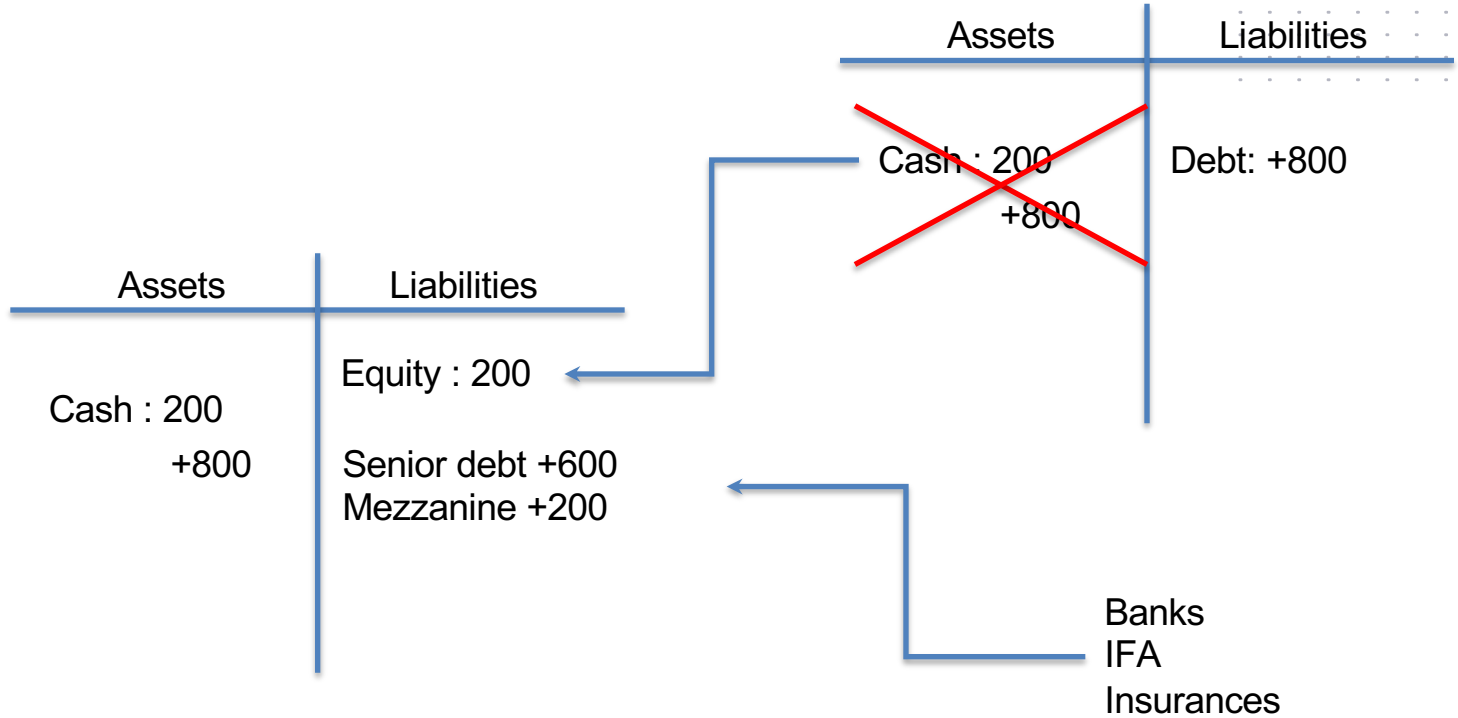 Assets Liabilities
Cash : 200 Debt: +800
+800
Assets Liabilities
Equity : 200
Cash : 200
+800 Senior debt +600
Mezzanine +200
Banks
IFA
Insurances